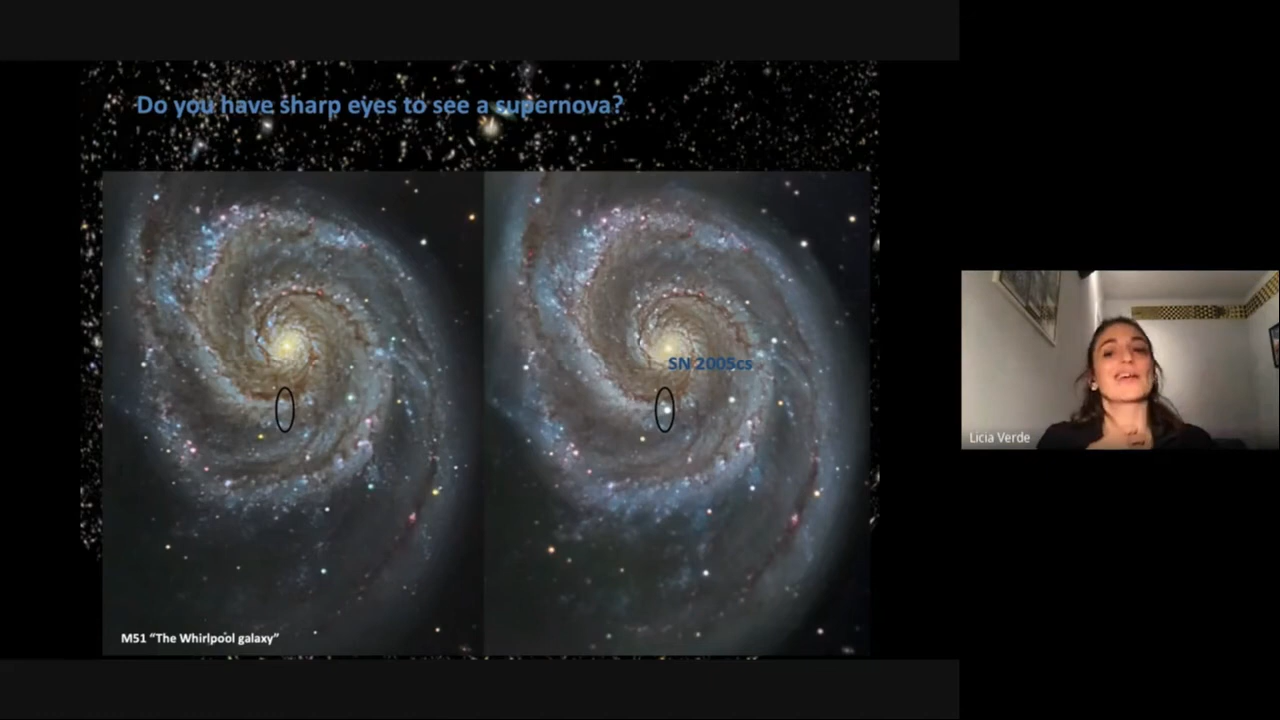 Do you have sharp eyes to see a supernova?
SN 2005cs
M51 “The Whirlpool galaxy”
Licia Verde